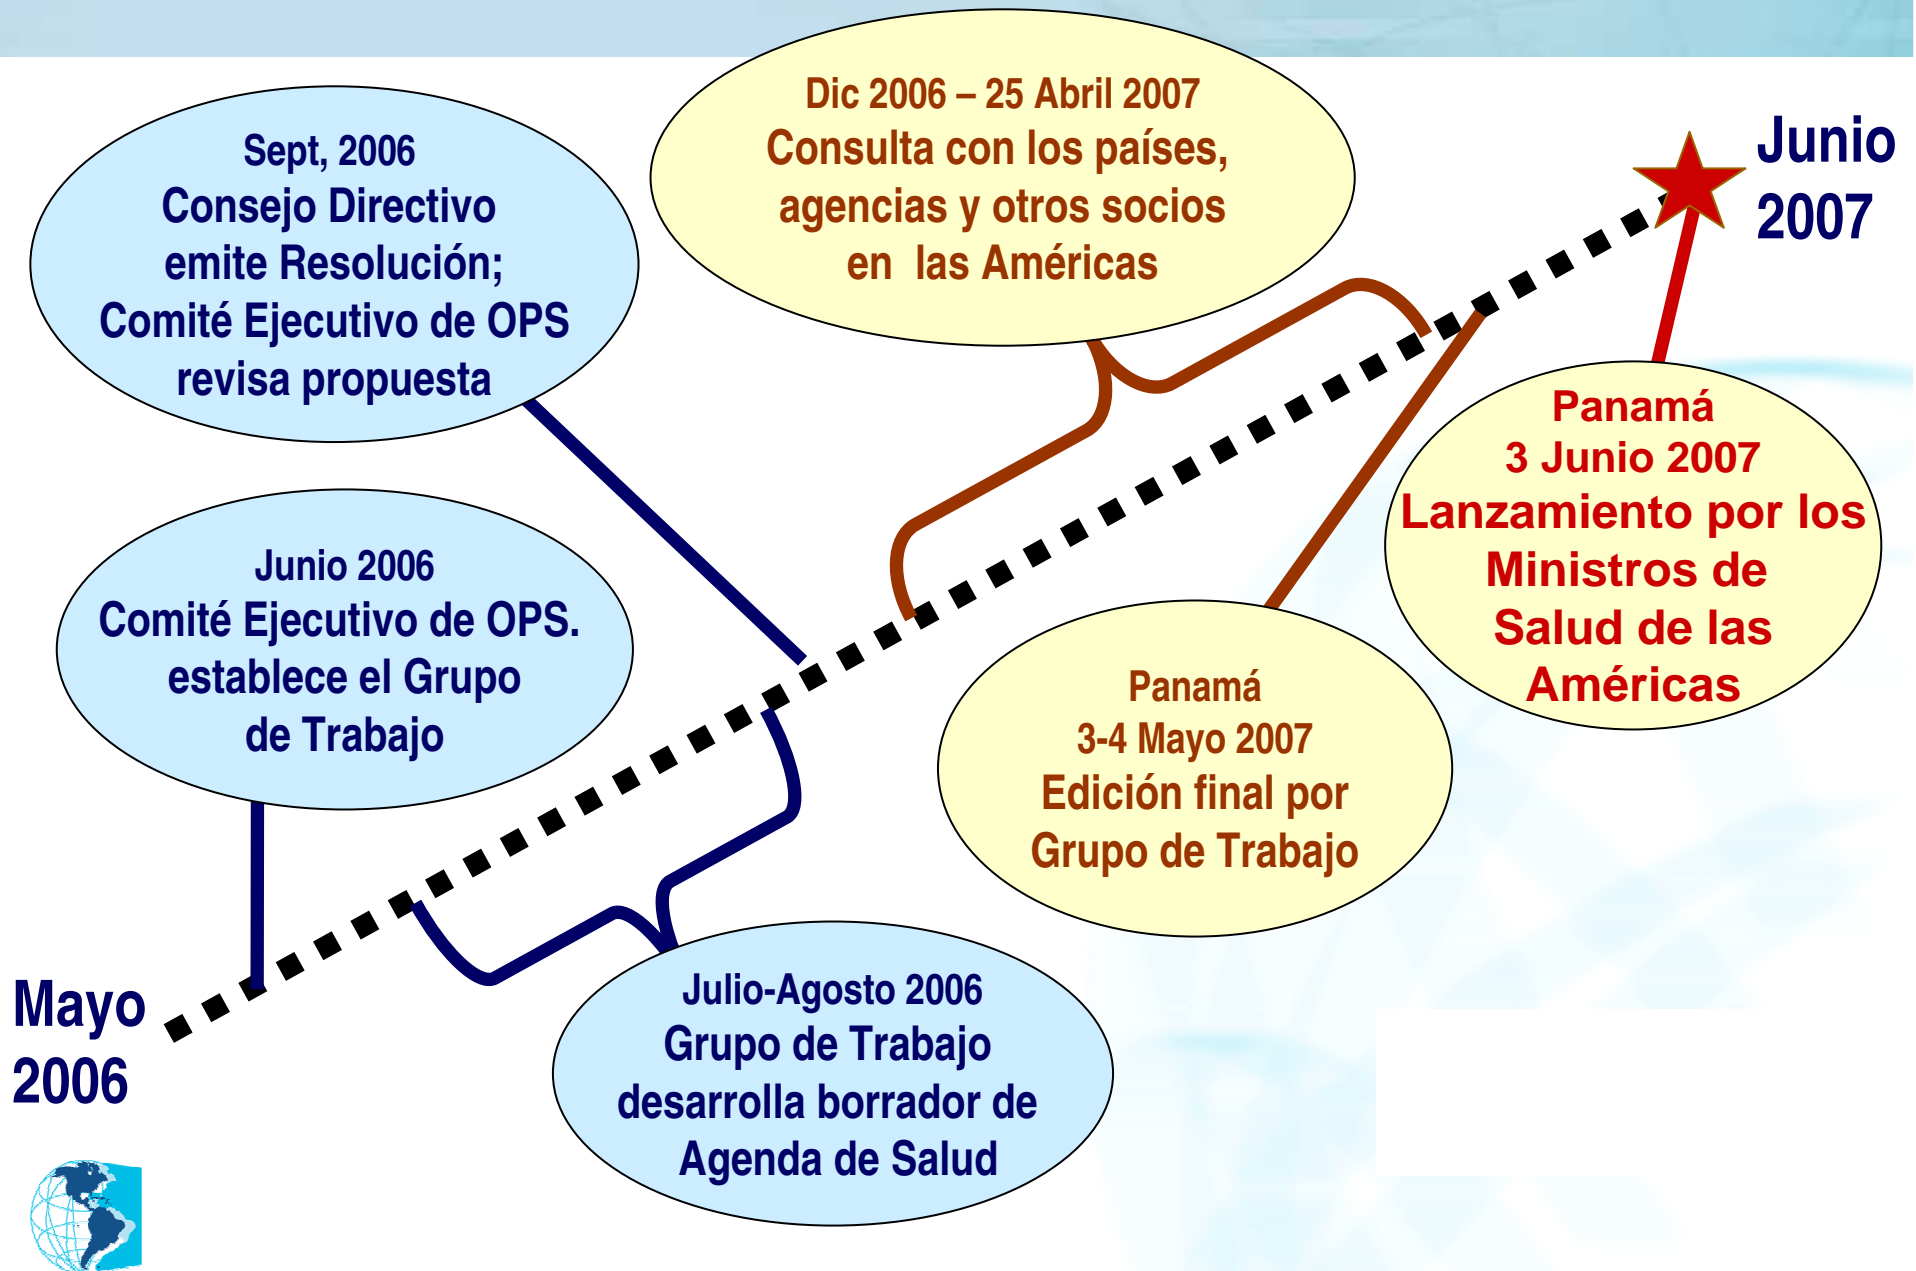 Dic 2006 – 25 Abril 2007
Consulta con los países,
agencias y otros socios
en las Américas
Sept, 2006
Consejo Directivo
emite Resolución;
Comité Ejecutivo de OPS
revisa propuesta
Junio
2007
Panamá
3 Junio 2007
Lanzamiento por los
Ministros de
Salud de las
Américas
Junio 2006
Comité Ejecutivo de OPS.
establece el Grupo
de Trabajo
Panamá
3-4 Mayo 2007
Edición final por
Grupo de Trabajo
Mayo
2006
Julio-Agosto 2006
Grupo de Trabajo
desarrolla borrador de
Agenda de Salud